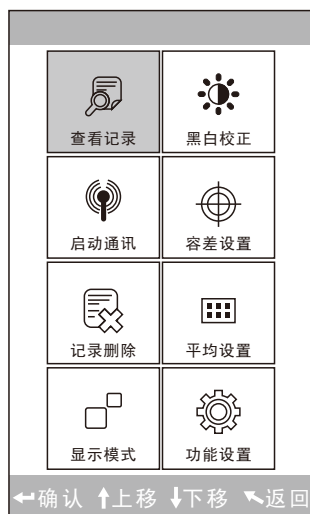 查看记录
黑白校正
启动通讯
容差设置
记录删除
平均设置
显示模式
功能设置
确认 上移 下移 返回